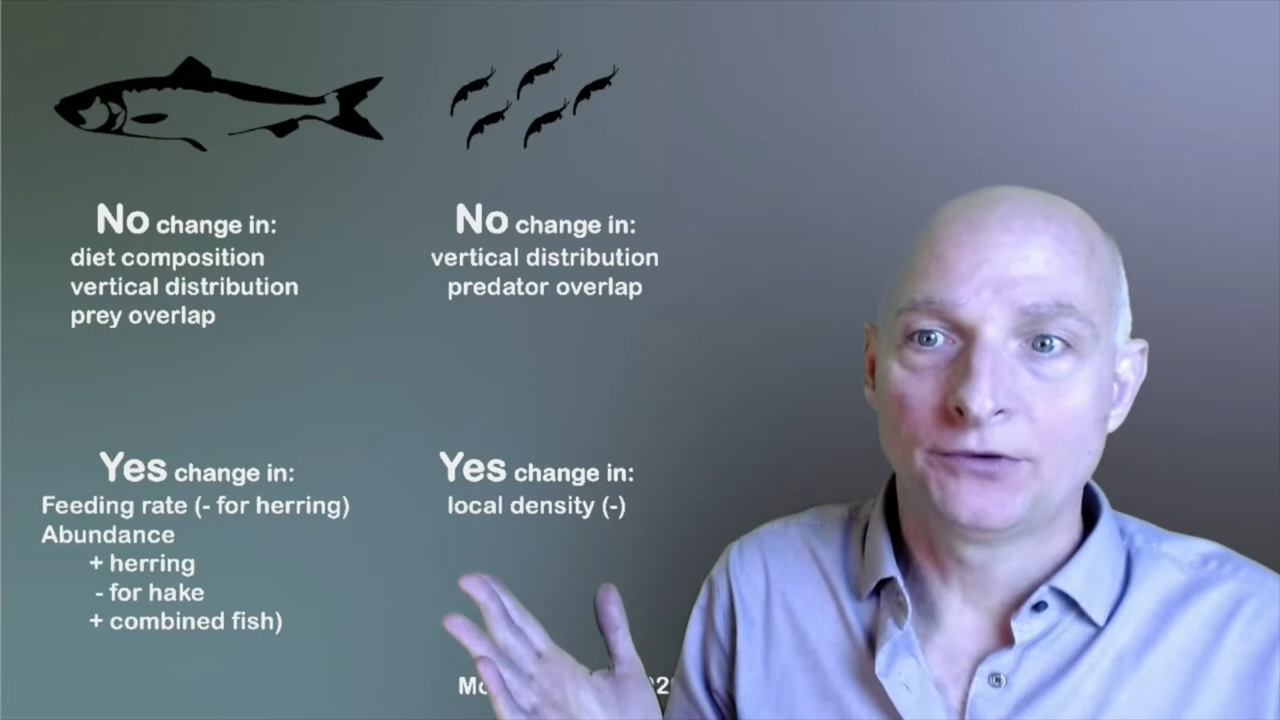 No change in:
diet composition
vertical distribution
prey overlap
No change in:
vertical distribution
predator overlap
Yes change in:
Feeding rate (- for herring)
Abundance
+ herring
- for hake
+ combined fish)
Yes change in:
local density (-)